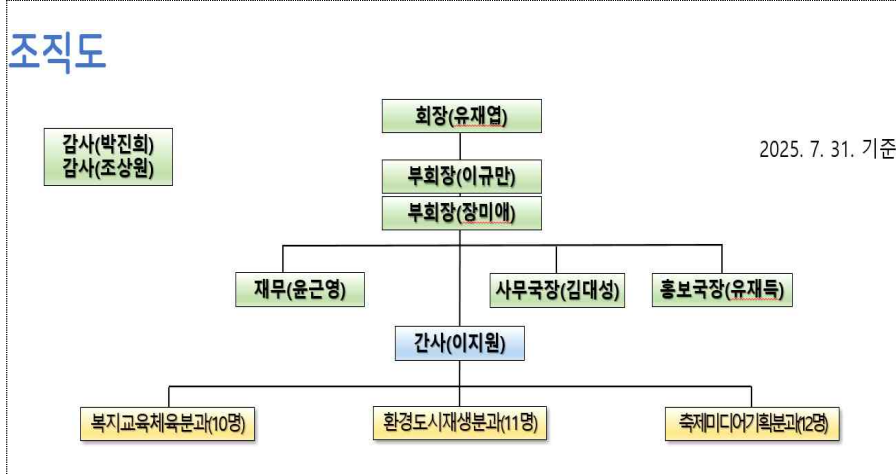 조직도
회장(유재엽)
감사(박진희)
감사(조상원)
2025. 7. 31. 기준
부회장(이규만)
부회장(장미애)
재무(윤근영)
사무국장(김대성)
홍보국장(유재득)
간사(이지원)
복지교육체육분과(10명)
환경도시재생분과(11명)
축제미디어기획분과(12명)